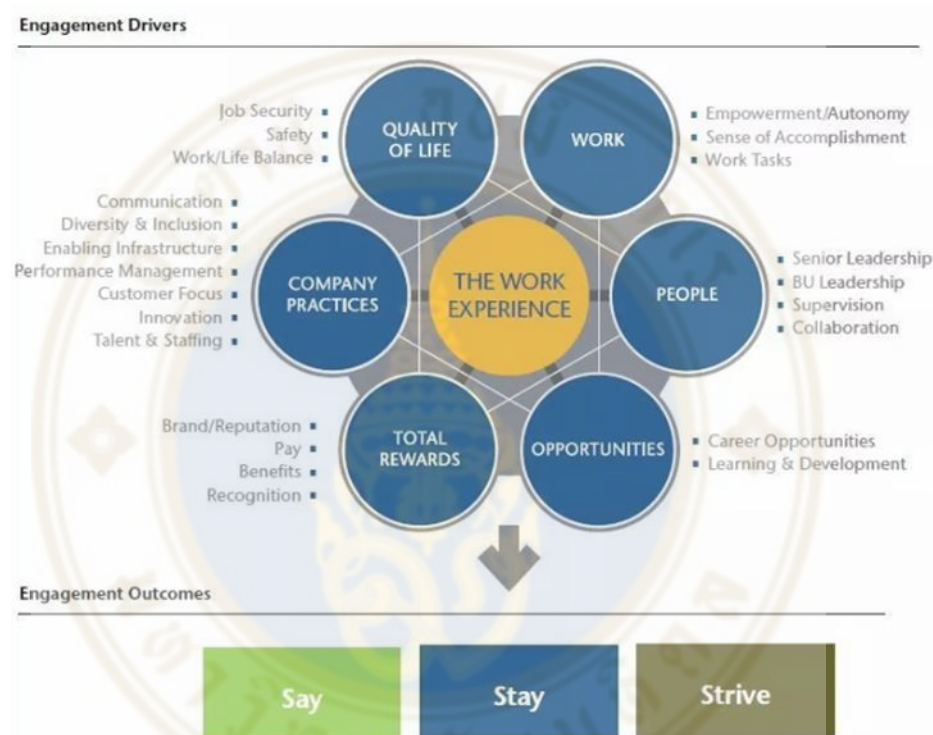 Engagement Drivers
Job Security
Safety
Work/Life Balance
QUALITY
OF LIFE
WORK
Empowerment/Autonomy
Sense of Accomplishment
Work Tasks
Communication
Diversity & Inclusion
Enabling Infrastructure
Performance Management
Customer Focus
Innovation
Talent & Staffing
COMPANY
PRACTICES
THE WORK
EXPERIENCE
PEOPLE
Senior Leadership
BU Leadership
Supervision
Collaboration
Brand/Reputation
Pay
Benefits
Recognition
TOTAL
REWARDS
OPPORTUNITIES
Career Opportunities
Learning & Development
Engagement Outcomes
Say
Stay
Strive